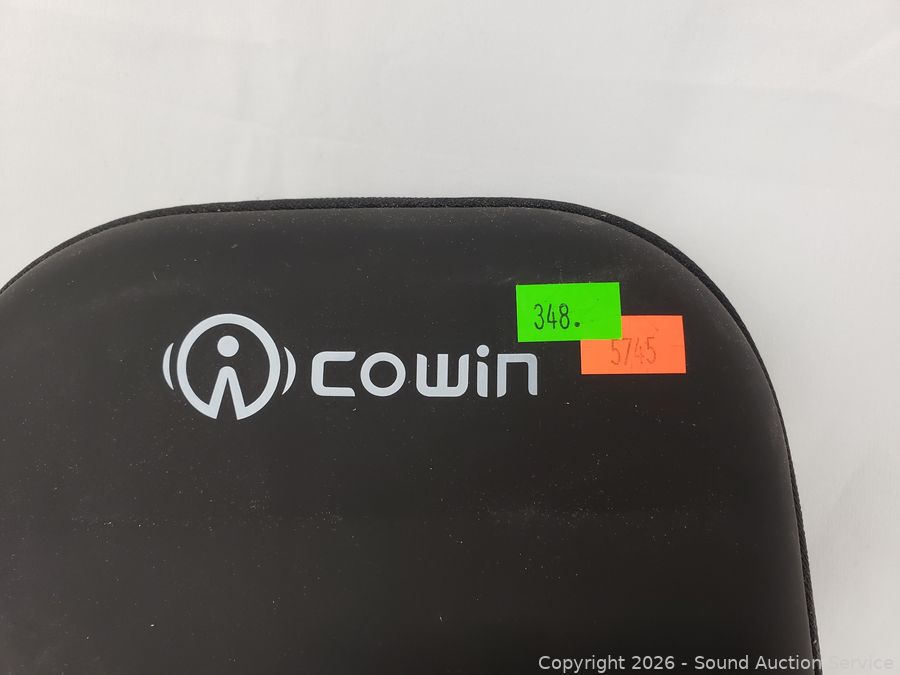 348.
5745
cowin
Copyright 2026 - Sound Auction Service